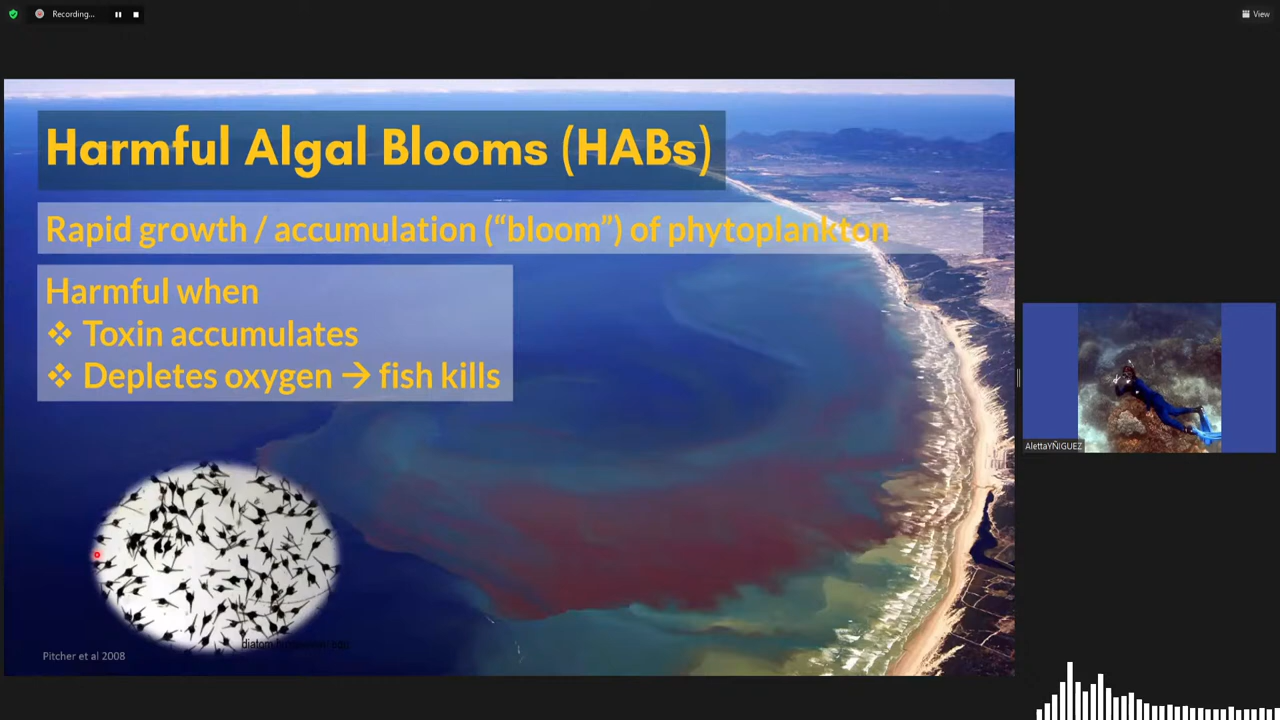 Recording...
View
Harmful Algal Blooms (HABs)
Rapid growth / accumulation (“bloom”) of phytoplankton
Harmful when
❖ Toxin accumulates
❖ Depletes oxygen → fish kills
AlettaYÑIGUEZ
Pitcher et al 2008